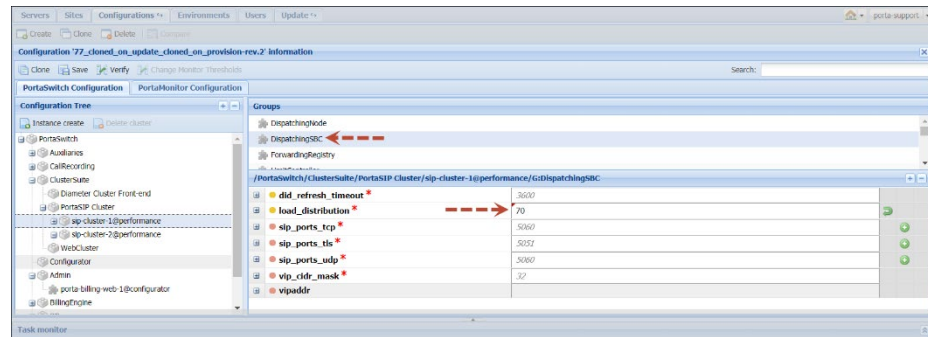 Servers Sites Configurations Environments Users Update porta-support
Create Clone Delete Compare
Configuration '77_cloned_on_update_cloned_on_provision-rev.2' information
Clone Save Verify Change Monitor Thresholds Search:
PortaSwitch Configuration PortaMonitor Configuration
Configuration Tree
Groups
Instance create Delete cluster
DispatchingNode
PortaSwitch
DispatchingSBC
Auxiliaries
ForwardingRegistry
CallRecording
ClusterSuite
/PortaSwitch/ClusterSuite/PortaSIP Cluster/sip-cluster-1@performance/G:DispatchingSBC
Diameter Cluster Front-end
did_refresh_timeout * 3600
PortaSIP Cluster
load_distribution * 70
sip-cluster-1@performance
sip_ports_tcp * 5060
sip-cluster-2@performance
sip_ports_tls * 5051
WebCluster
sip_ports_udp * 5060
Configurator
vip_cidr_mask * 32
Admin
vipaddr
porta-billing-web-1@configurator
BillingEngine
Task monitor